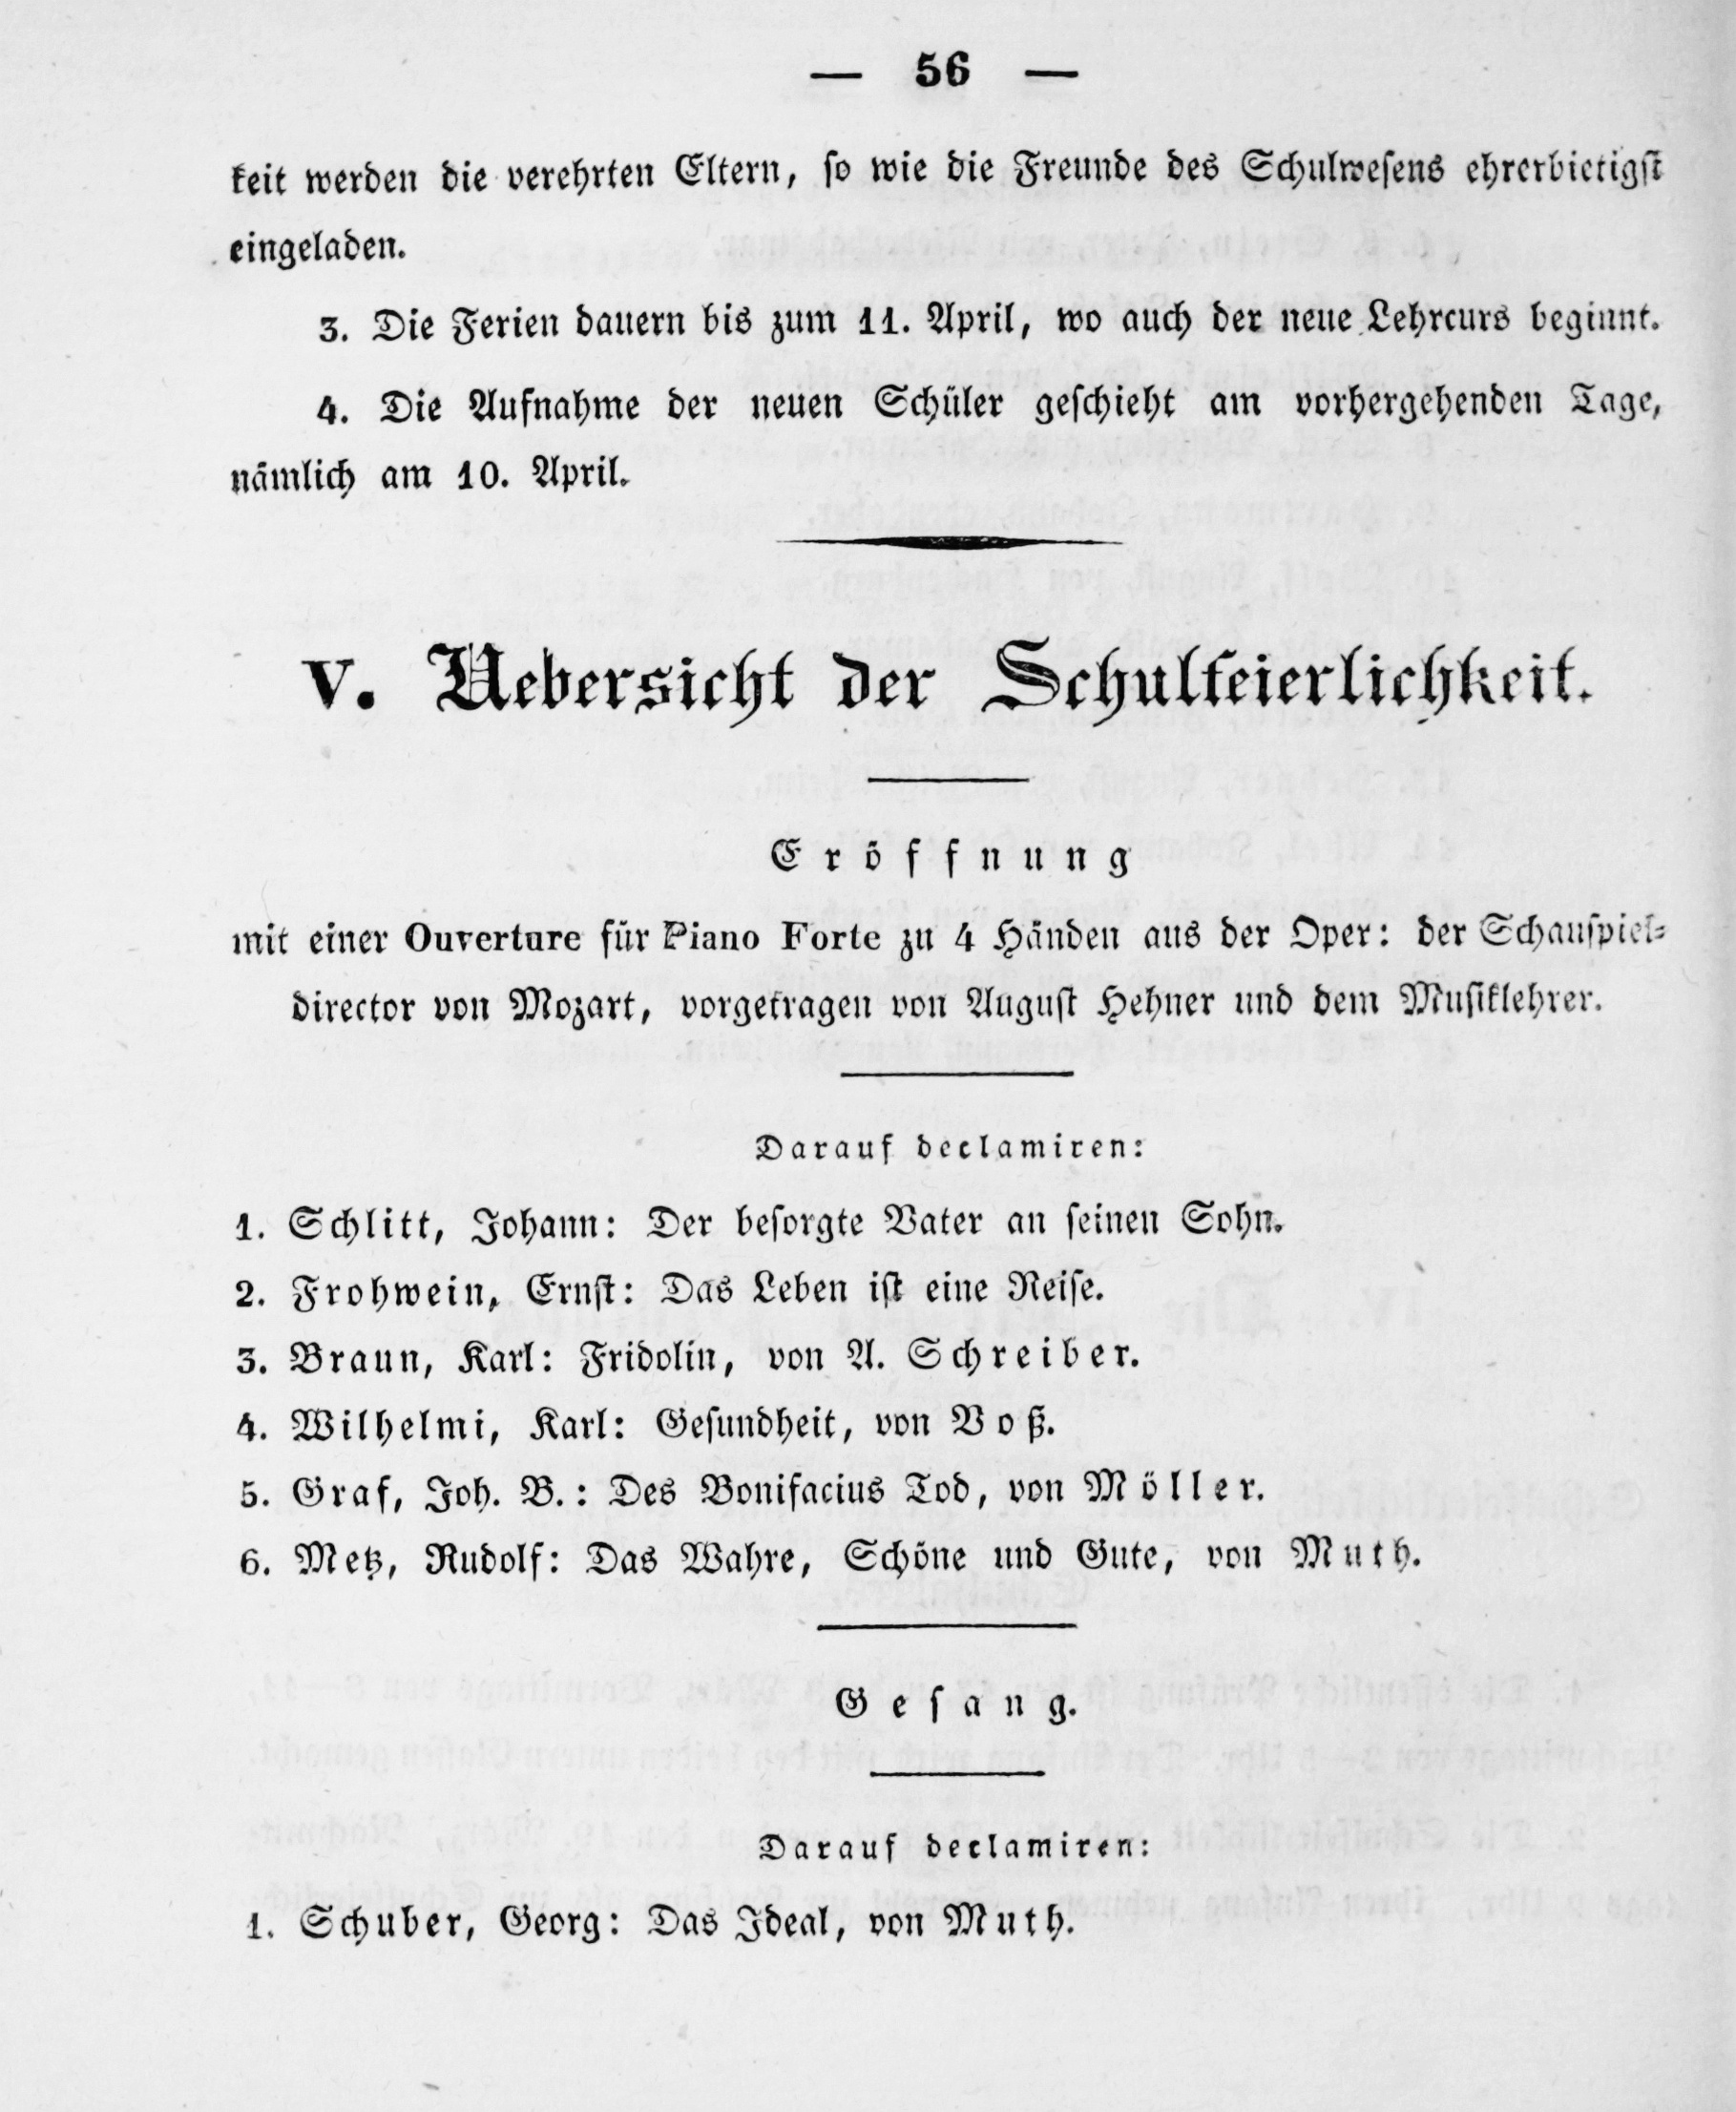 — 56 —
keit werden die verehrten Eltern, so wie die Freunde des Schulwesens ehrerbietigst
eingeladen.
3. Die Ferien dauern bis zum 11. April, wo auch der neue Lehrcurs beginnt.
4. Die Aufnahme der neuen Schüler geschieht am vorhergehenden Tage,
nämlich am 10. April.
V. Uebersicht der Schulfeierlichkeit.
Eröffnung
mit einer Ouverture für Piano Forte zu 4 Händen aus der Oper: der Schauspiel-
director von Mozart, vorgetragen von August Hehner und dem Musiklehrer.
Darauf declamiren:
1. Schlitt, Johann: Der besorgte Vater an seinen Sohn.
2. Frohwein, Ernst: Das Leben ist eine Reise.
3. Braun, Karl: Fridolin, von A. Schreiber.
4. Wilhelmi, Karl: Gesundheit, von Voß.
5. Graf, Joh. B.: Des Bonifacius Tod, von Möller.
6. Metz, Rudolf: Das Wahre, Schöne und Gute, von Muth.
Gesang.
Darauf declamiren:
1. Schuber, Georg: Das Ideal, von Muth.